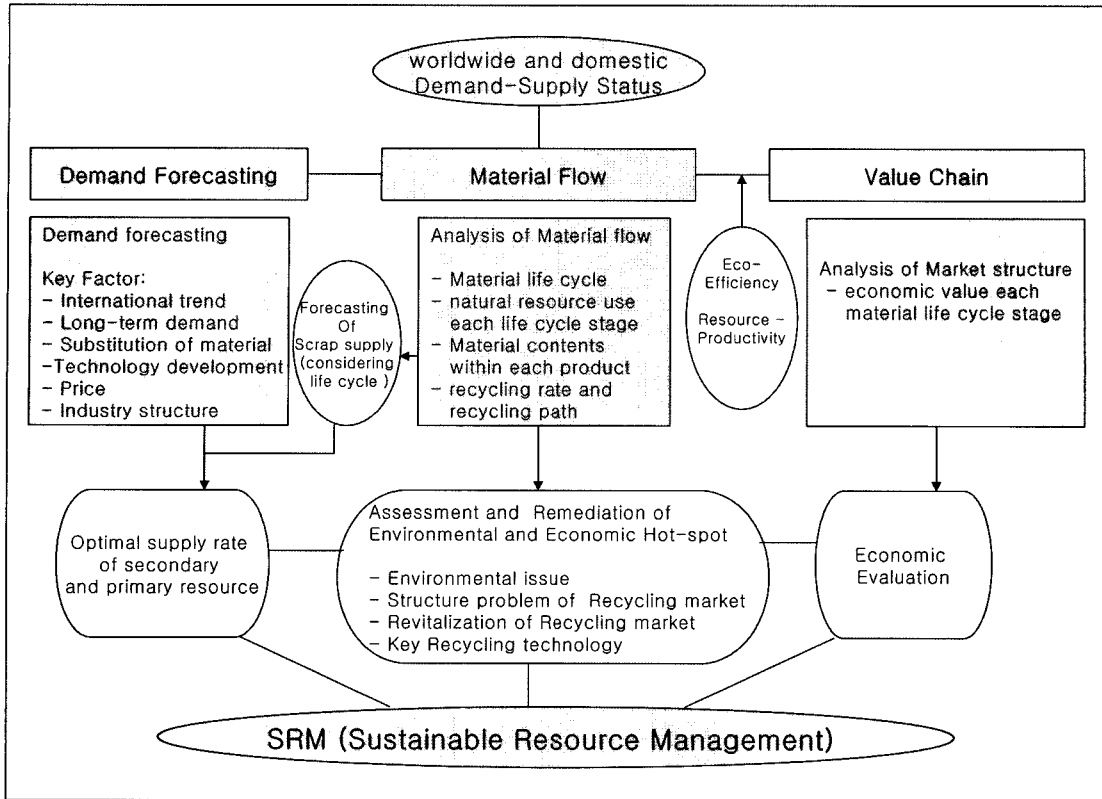 worldwide and domestic
Demand-Supply Status
Demand Forecasting
Material Flow
Value Chain
Demand forecasting
Key Factor:
- International trend
- Long-term demand
- Substitution of material
-Technology development
- Price
- Industry structure
Forecasting
Of
Scrap supply
(considering
life cycle )
Analysis of Material flow
- Material life cycle
- natural resource use
each life cycle stage
- Material contents
within each product
- recycling rate and
recycling path
Eco-
Efficiency
Resource -
Productivity
Analysis of Market structure
- economic value each
material life cycle stage
Optimal supply rate
of secondary
and primary resource
Assessment and Remediation of
Environmental and Economic Hot-spot
- Environmental issue
- Structure problem of Recycling market
- Revitalization of Recycling market
- Key Recycling technology
Economic
Evaluation
SRM (Sustainable Resource Management)